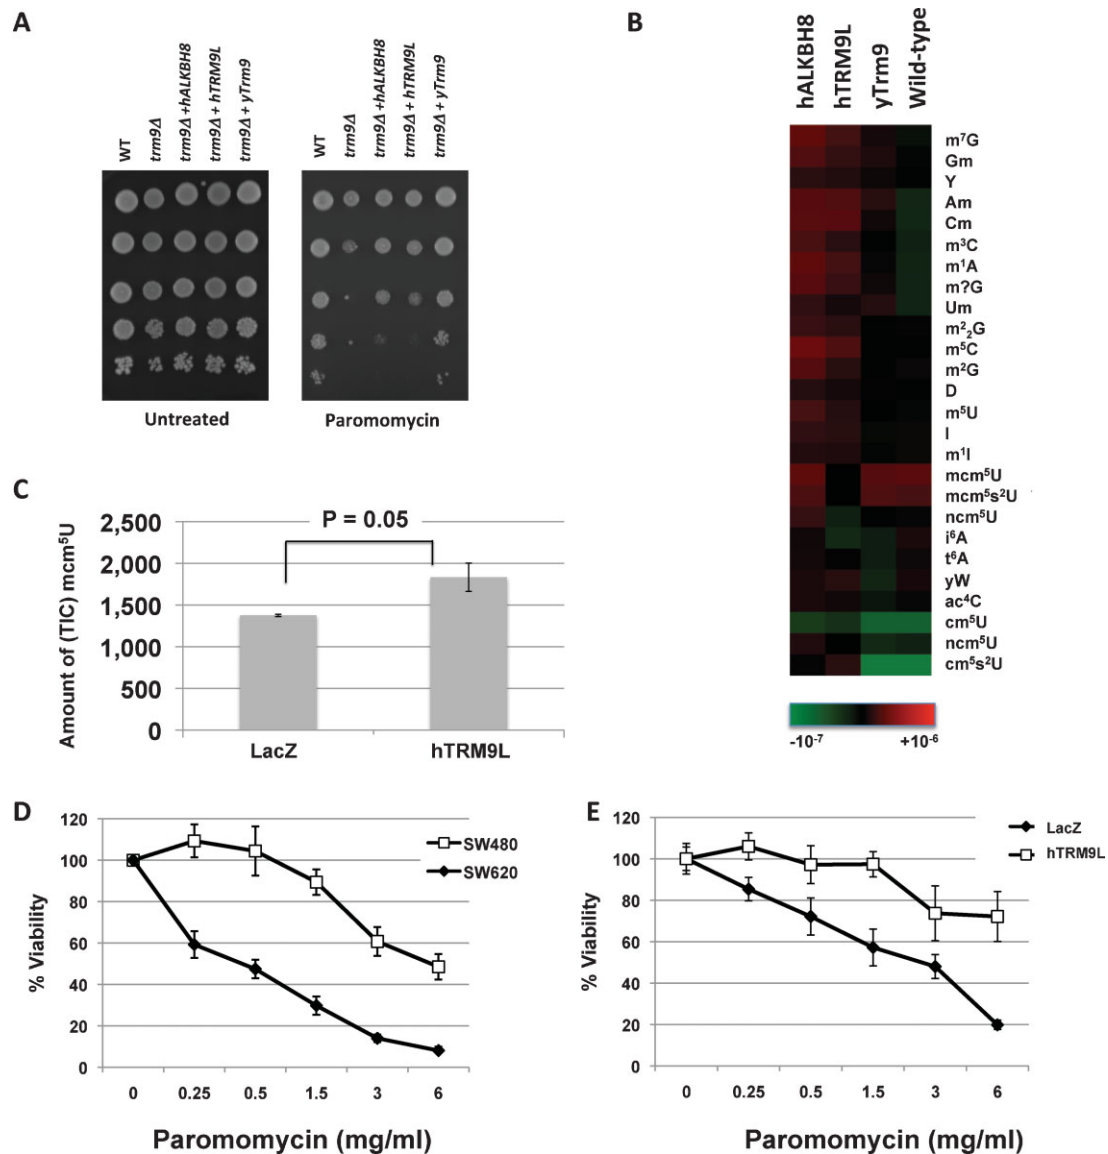 A
WT
trm9Δ
trm9Δ +hALKBH8
trm9Δ + hTRM9L
trm9Δ + yTrm9
WT
trm9Δ
trm9Δ +hALKBH8
trm9Δ + hTRM9L
trm9Δ + yTrm9
Untreated
Paromomycin
B
hALKBH8
hTRM9L
yTrm9
Wild-type
m⁷G
Gm
Y
Am
Cm
m³C
m¹A
m?G
Um
m²₂G
m⁵C
m²G
D
m⁵U
I
m¹I
mcm⁵U
mcm⁵s²U
ncm⁵U
i⁶A
t⁶A
yW
ac⁴C
cm⁵U
ncm⁵U
cm⁵s²U
-10⁻⁷
+10⁻⁶
C
P = 0.05
Amount of (TIC) mcm⁵U
2,500
2,000
1,500
1,000
500
0
LacZ
hTRM9L
D
% Viability
120
100
80
60
40
20
0
SW480
SW620
0
0.25
0.5
1.5
3
6
Paromomycin (mg/ml)
E
% Viability
120
100
80
60
40
20
0
LacZ
hTRM9L
0
0.25
0.5
1.5
3
6
Paromomycin (mg/ml)